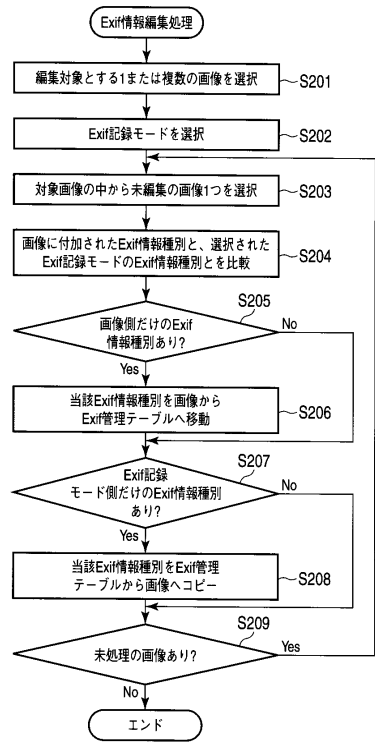 Exif情報編集処理
編集対象とする1または複数の画像を選択
S201
Exif記録モードを選択
S202
対象画像の中から未編集の画像1つを選択
S203
画像に付加されたExif情報種別と、選択された
Exif記録モードのExif情報種別とを比較
S204
S205
画像側だけのExif
情報種別あり?
No
Yes
当該Exif情報種別を画像から
Exif管理テーブルへ移動
S206
S207
Exif記録
モード側だけのExif情報種別
あり?
No
Yes
当該Exif情報種別をExif管理
テーブルから画像へコピー
S208
S209
未処理の画像あり?
Yes
No
エンド